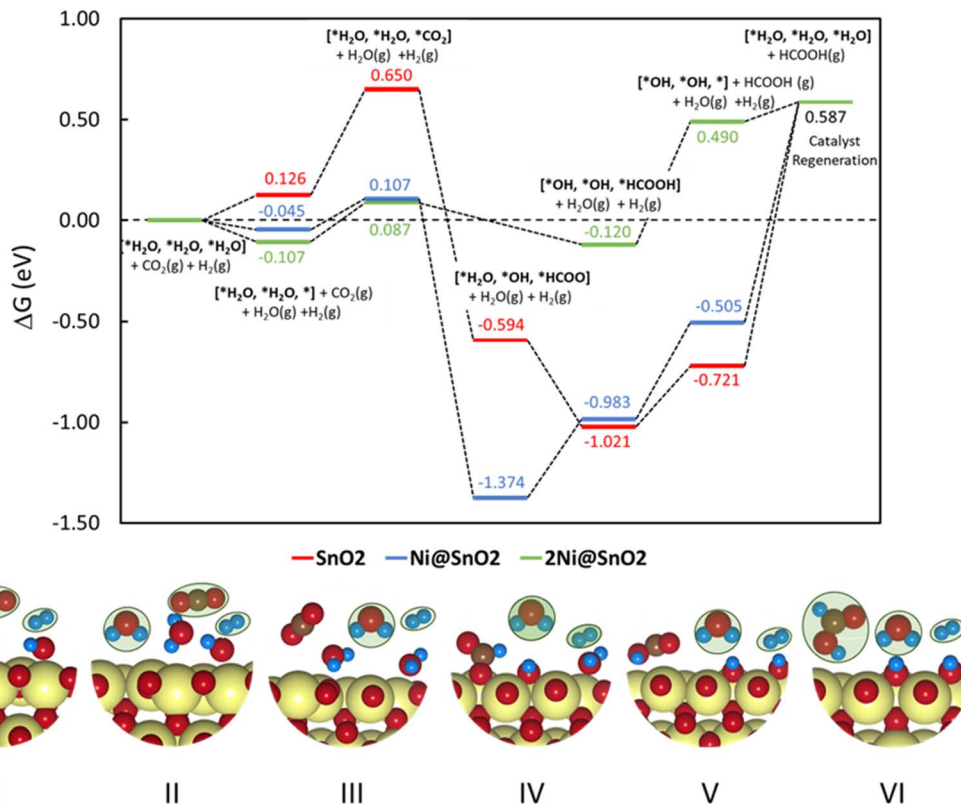 1.00
0.50
0.00
-0.50
-1.00
-1.50
ΔG (eV)
[*H₂O, *H₂O, *H₂O]
+ CO₂(g) + H₂(g)
0.126
-0.045
-0.107
[*H₂O, *H₂O, *] + CO₂(g)
+ H₂O(g) +H₂(g)
[*H₂O, *H₂O, *CO₂]
+ H₂O(g) +H₂(g)
0.650
0.107
0.087
[*H₂O, *OH, *HCOO]
+ H₂O(g) + H₂(g)
-0.594
-1.374
[*OH, *OH, *HCOOH]
+ H₂O(g) + H₂(g)
-0.120
-0.983
-1.021
[*OH, *OH, *] + HCOOH (g)
+ H₂O(g) +H₂(g)
0.490
-0.505
-0.721
[*H₂O, *H₂O, *H₂O]
+ HCOOH(g)
0.587
Catalyst
Regeneration
SnO2 Ni@SnO2 2Ni@SnO2
II III IV V VI